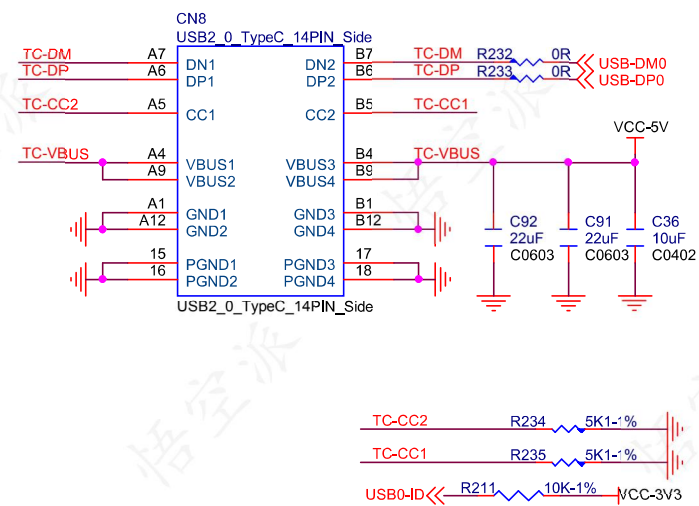 CN8
USB2_0_TypeC_14PIN_Side
TC-DM A7 DN1 DN2 B7 TC-DM R232 0R USB-DM0
TC-DP A6 DP1 DP2 B6 TC-DP R233 0R USB-DP0
TC-CC2 A5 CC1 CC2 B5 TC-CC1
VCC-5V
TC-VBUS A4 VBUS1 VBUS3 B4 TC-VBUS
A9 VBUS2 VBUS4 B9
A1 GND1 GND3 B1
A12 GND2 GND4 B12
C92 C91 C36
22uF 22uF 10uF
C0603 C0603 C0402
15 PGND1 PGND3 17
16 PGND2 PGND4 18
USB2_0_TypeC_14PIN_Side
TC-CC2 R234 5K1-1%
TC-CC1 R235 5K1-1%
USB0-ID R211 10K-1% VCC-3V3
悟空派